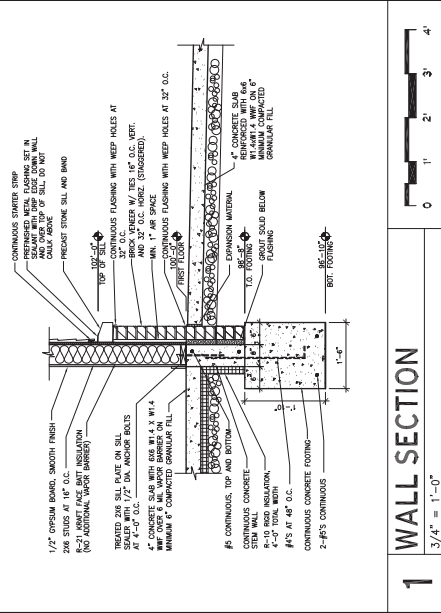 CONTINUOUS STARTER STRIP
PREFINISHED METAL FLASHING SET IN
SEALANT WITH DRIP EDGE DOWN WALL
AND OVER TOP OF SILL DO NOT
CAULK ABOVE
PRECAST STONE SILL AND BAND
102'-0"
TOP OF SILL
CONTINUOUS FLASHING WITH WEEP HOLES AT
32" O.C.
BRICK VENEER W/ TIES 16" O.C. VERT.
AND 32" O.C. HORIZ. (STAGGERED).
MIN. 1" AIR SPACE
CONTINUOUS FLASHING WITH WEEP HOLES AT 32" O.C.
100'-0"
FIRST FLOOR
4" CONCRETE SLAB
REINFORCED WITH 6x6
W1.4xW1.4 WWF ON 6"
MINIMUM COMPACTED
GRANULAR FILL
EXPANSION MATERIAL
98'-8"
T.O. FOOTING
GROUT SOLID BELOW
FLASHING
96'-10"
BOT. FOOTING
1/2" GYPSUM BOARD, SMOOTH FINISH
2X6 STUDS AT 16" O.C.
R-21 KRAFT FACE BATT INSULATION
(NO ADDITIONAL VAPOR BARRIER)
TREATED 2X6 SILL PLATE ON SILL
SEALER WITH 1/2" DIA. ANCHOR BOLTS
AT 4'-0" O.C.
4" CONCRETE SLAB WITH 6X6 W1.4 X W1.4
WWF OVER 6 MIL VAPOR BARRIER ON
MINIMUM 6" COMPACTED GRANULAR FILL
#5 CONTINUOUS, TOP AND BOTTOM
CONTINUOUS CONCRETE
STEM WALL
R-10 RIGID INSULATION,
4'-0" TOTAL WIDTH
#4'S AT 48" O.C.
CONTINUOUS CONCRETE FOOTING
2-#5'S CONTINUOUS
6"
6"
6"
1'-10"
1'-6"
1
WALL SECTION
3/4" = 1'-0"
0
1'
2'
3'
4'